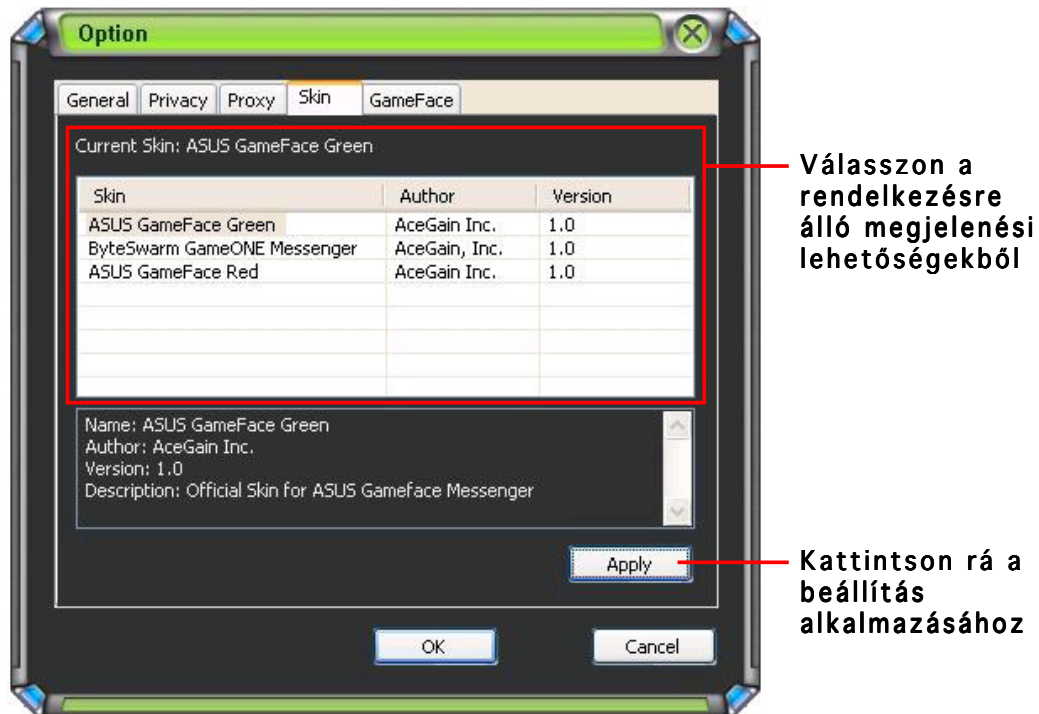 Option
General Privacy Proxy Skin GameFace
Current Skin: ASUS GameFace Green
Skin Author Version
ASUS GameFace Green AceGain Inc. 1.0
ByteSwarm GameONE Messenger AceGain, Inc. 1.0
ASUS GameFace Red AceGain Inc. 1.0
Name: ASUS GameFace Green
Author: AceGain Inc.
Version: 1.0
Description: Official Skin for ASUS Gameface Messenger
Apply
OK Cancel
Válasszon a
rendelkezésre
álló megjelenési
lehetőségekből
Kattintson rá a
beállítás
alkalmazásához